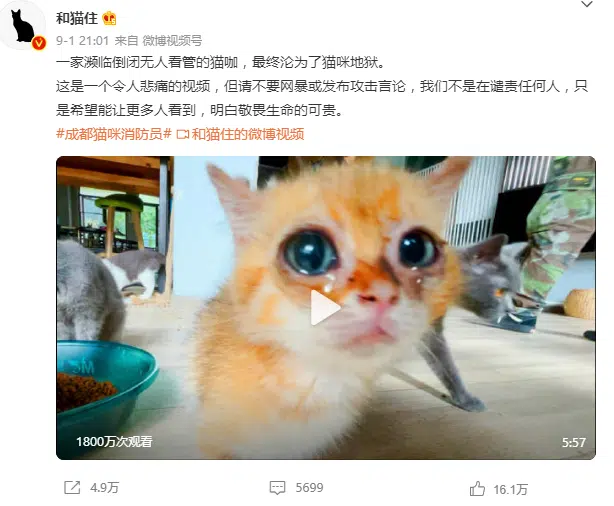 和猫住
9-1 21:01 来自 微博视频号
一家濒临倒闭无人看管的猫咖，最终沦为了猫咪地狱。
这是一个令人悲痛的视频，但请不要网暴或发布攻击言论，我们不是在谴责任何人，只
是希望能让更多人看到，明白敬畏生命的可贵。
#成都猫咪消防员# 和猫住的微博视频
1800万次观看
5:57
4.9万
5699
16.1万